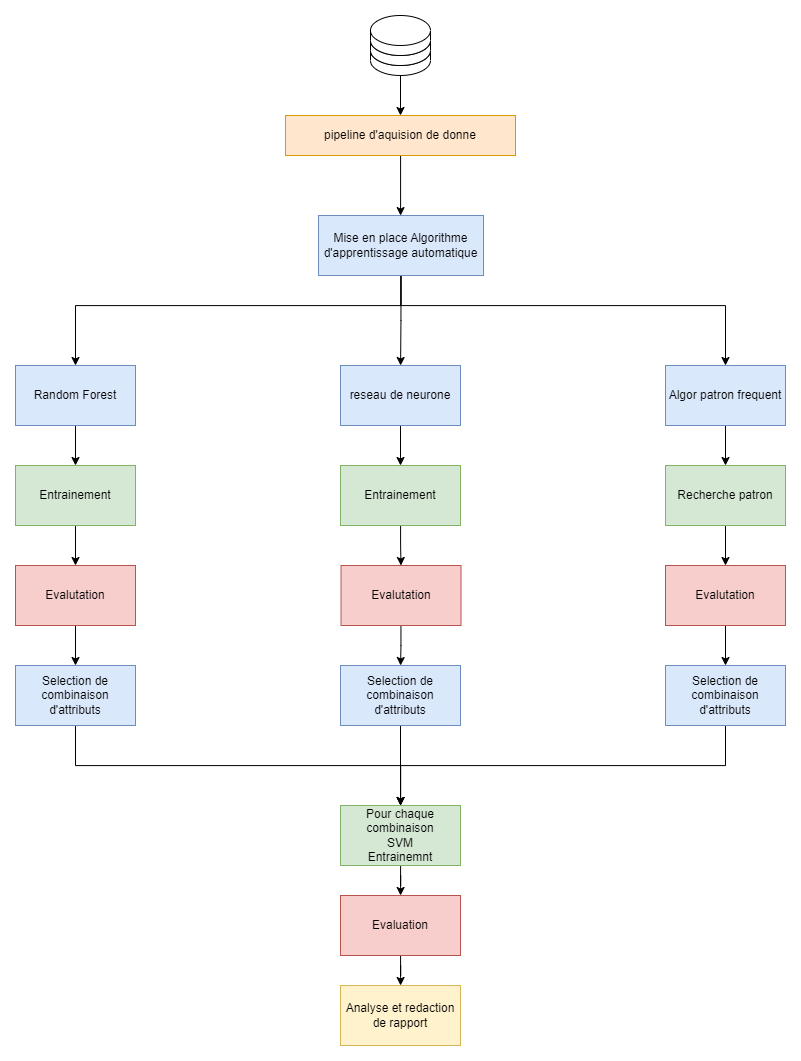 pipeline d'aquision de donne
Mise en place Algorithme
d'apprentissage automatique
Random Forest
reseau de neurone
Algor patron frequent
Entrainement
Entrainement
Recherche patron
Evalutation
Evalutation
Evalutation
Selection de
combinaison
d'attributs
Selection de
combinaison
d'attributs
Selection de
combinaison
d'attributs
Pour chaque
combinaison
SVM
Entrainemnt
Evaluation
Analyse et redaction
de rapport